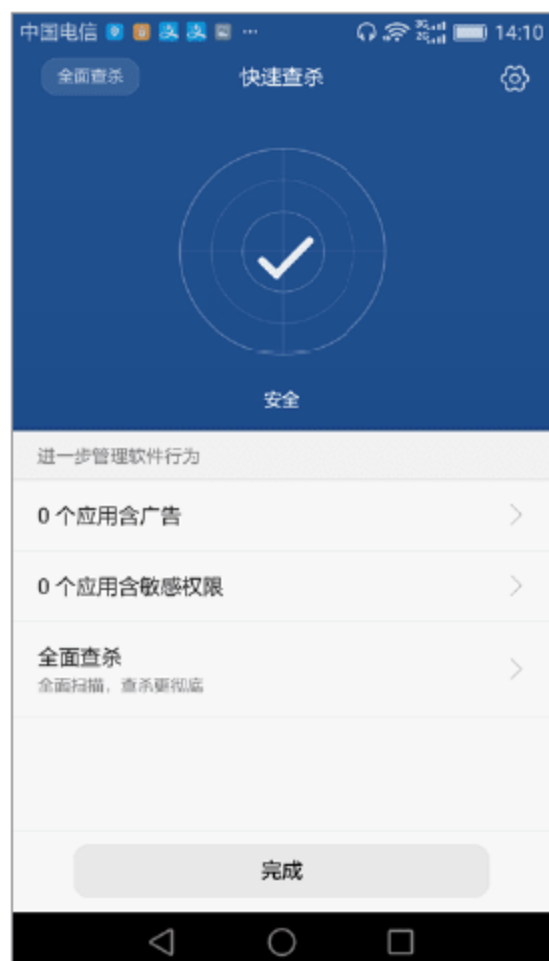 中国电信 ... 3G 2G 14:10
全面查杀 快速查杀
安全
进一步管理软件行为
0 个应用含广告
0 个应用含敏感权限
全面查杀
全面扫描，查杀更彻底
完成